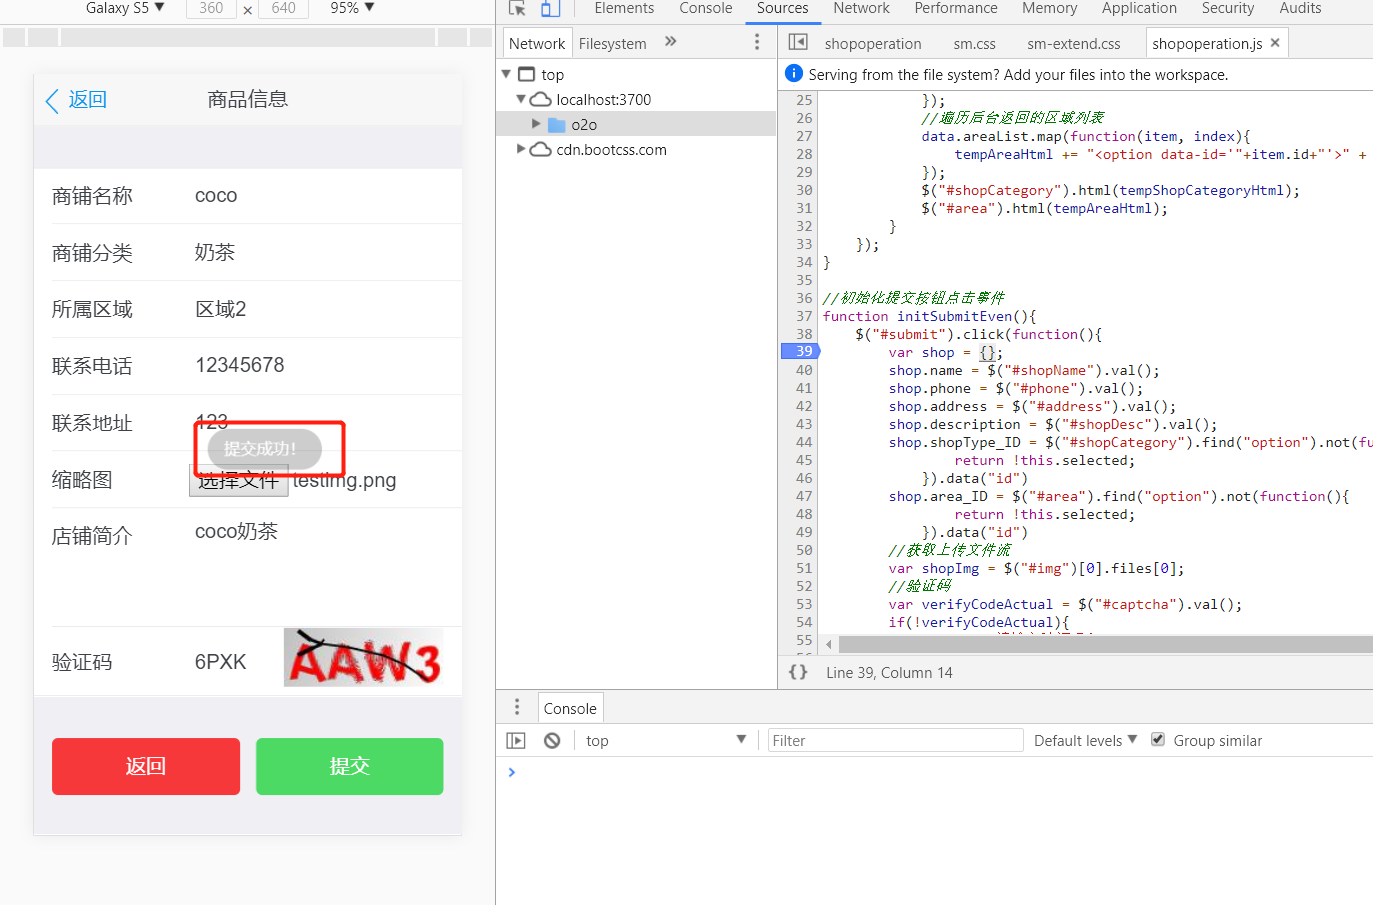 Galaxy S5 ▼ 360 × 640 95% ▼
返回 商品信息
商铺名称 coco
商铺分类 奶茶
所属区域 区域2
联系电话 12345678
联系地址 123
提交成功！
缩略图 选择文件 testimg.png
店铺简介 coco奶茶
验证码 6PXK AAW3
返回 提交
Elements Console Sources Network Performance Memory Application Security Audits
Network Filesystem »
top
localhost:3700
o2o
cdn.bootcss.com
shopoperation sm.css sm-extend.css shopoperation.js ×
Serving from the file system? Add your files into the workspace.
25 });
26 //遍历后台返回的区域列表
27 data.areaList.map(function(item, index){
28 tempAreaHtml += "<option data-id='"+item.id+"'>" +
29 });
30 $("#shopCategory").html(tempShopCategoryHtml);
31 $("#area").html(tempAreaHtml);
32 }
33 });
34 }
35
36 //初始化提交按钮点击事件
37 function initSubmitEven(){
38 $("#submit").click(function(){
39 var shop = {};
40 shop.name = $("#shopName").val();
41 shop.phone = $("#phone").val();
42 shop.address = $("#address").val();
43 shop.description = $("#shopDesc").val();
44 shop.shopType_ID = $("#shopCategory").find("option").not(fu
45 return !this.selected;
46 }).data("id")
47 shop.area_ID = $("#area").find("option").not(function(){
48 return !this.selected;
49 }).data("id")
50 //获取上传文件流
51 var shopImg = $("#img")[0].files[0];
52 //验证码
53 var verifyCodeActual = $("#captcha").val();
54 if(!verifyCodeActual){
55
{} Line 39, Column 14
Console
top ▼ Filter Default levels ▼ Group similar